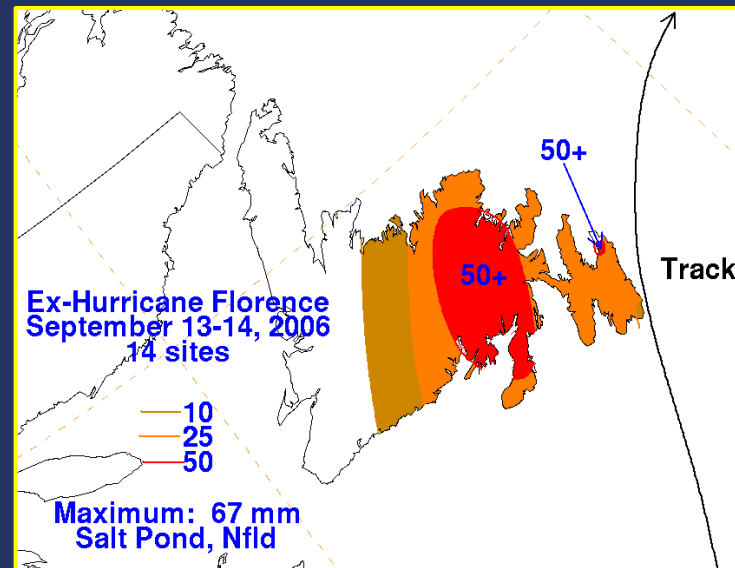 50+
Track
50+
Ex-Hurricane Florence
September 13-14, 2006
14 sites
10
25
50
Maximum: 67 mm
Salt Pond, Nfld